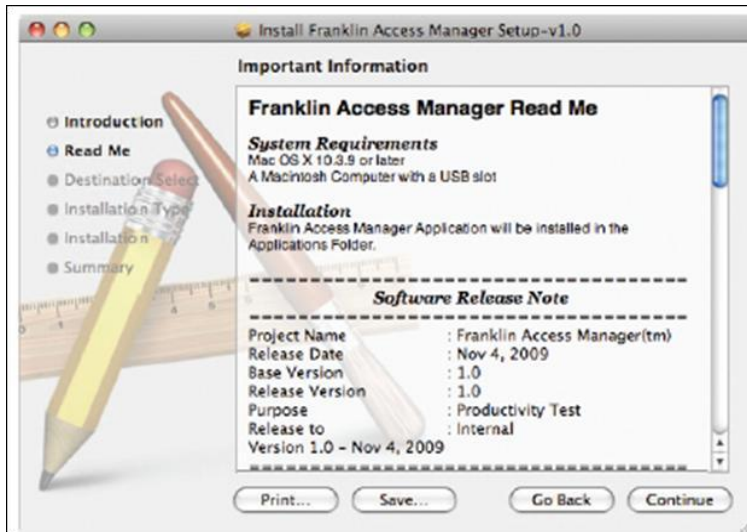 Install Franklin Access Manager Setup-v1.0
Important Information
Introduction
Read Me
Destination Select
Installation Type
Installation
Summary
Franklin Access Manager Read Me
System Requirements
Mac OS X 10.3.9 or later
A Macintosh Computer with a USB slot
Installation
Franklin Access Manager Application will be installed in the
Applications Folder.
Software Release Note
Project Name : Franklin Access Manager(tm)
Release Date : Nov 4, 2009
Base Version : 1.0
Release Version : 1.0
Purpose : Productivity Test
Release to : Internal
Version 1.0 – Nov 4, 2009
Print...
Save...
Go Back
Continue